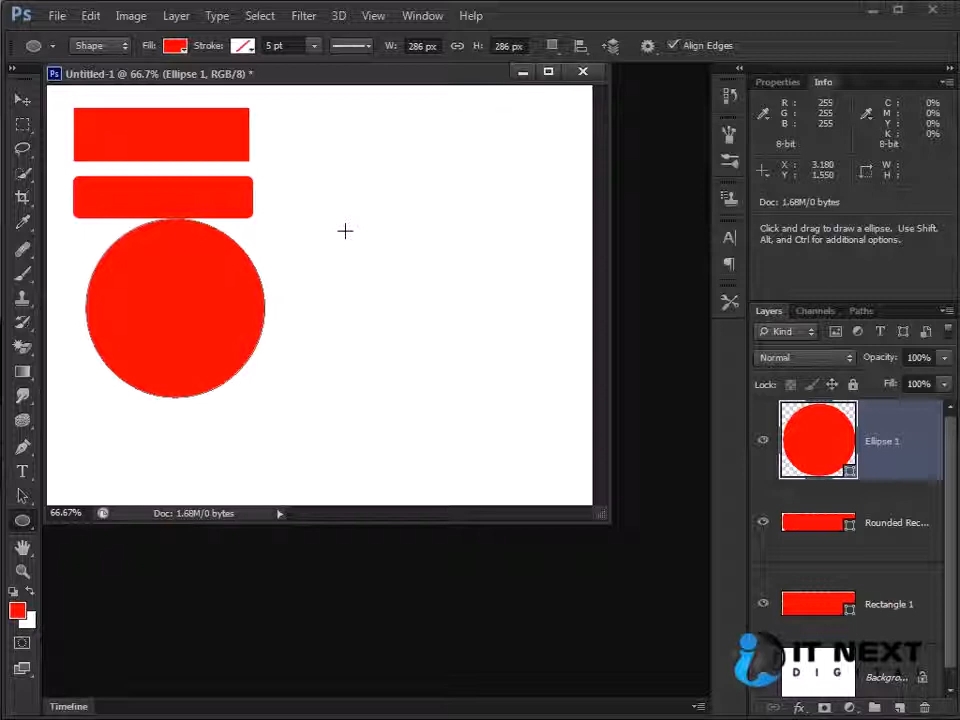 Ps File Edit Image Layer Type Select Filter 3D View Window Help
Shape Fill: Stroke: 5 pt W: 286 px H: 286 px Align Edges
Ps Untitled-1 @ 66.7% (Ellipse 1, RGB/8) *
Properties Info
R : 255 C : 0%
G : 255 M : 0%
B : 255 Y : 0%
K : 0%
8-bit 8-bit
X : 3.180 W :
Y : 1.550 H :
Doc: 1.68M/0 bytes
Click and drag to draw a ellipse. Use Shift,
Alt, and Ctrl for additional options.
Layers Channels Paths
Kind
Normal Opacity: 100%
Lock: Fill: 100%
Ellipse 1
Rounded Rec...
Rectangle 1
Backgro...
IT NEXT
DIGITA
66.67% Doc: 1.68M/0 bytes
Timeline